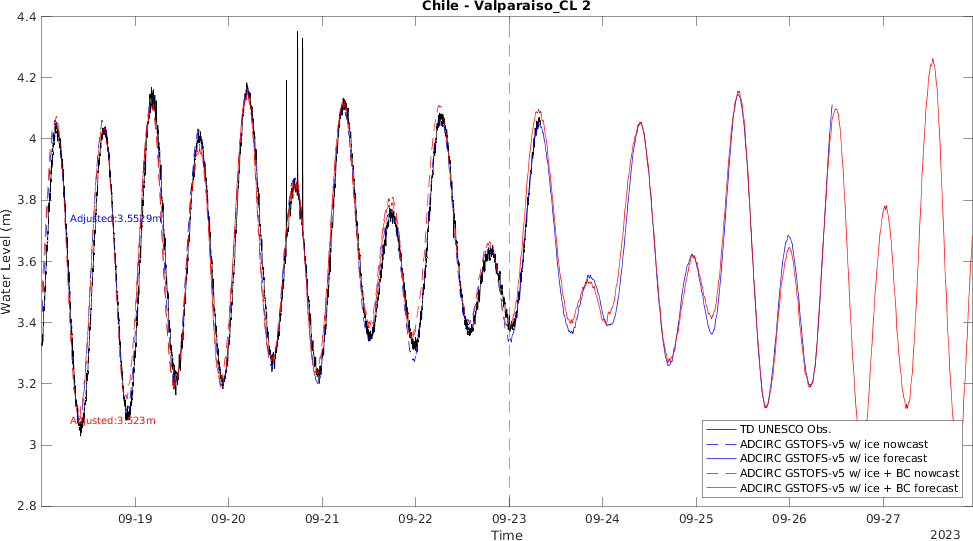 Chile - Valparaiso_CL 2
4.4
4.2
4
3.8
3.6
3.4
3.2
3
2.8
Water Level (m)
Adjusted:3.5529m
Adjusted:3.523m
TD UNESCO Obs.
ADCIRC GSTOFS-v5 w/ ice nowcast
ADCIRC GSTOFS-v5 w/ ice forecast
ADCIRC GSTOFS-v5 w/ ice + BC nowcast
ADCIRC GSTOFS-v5 w/ ice + BC forecast
09-19 09-20 09-21 09-22 09-23 09-24 09-25 09-26 09-27
Time
2023